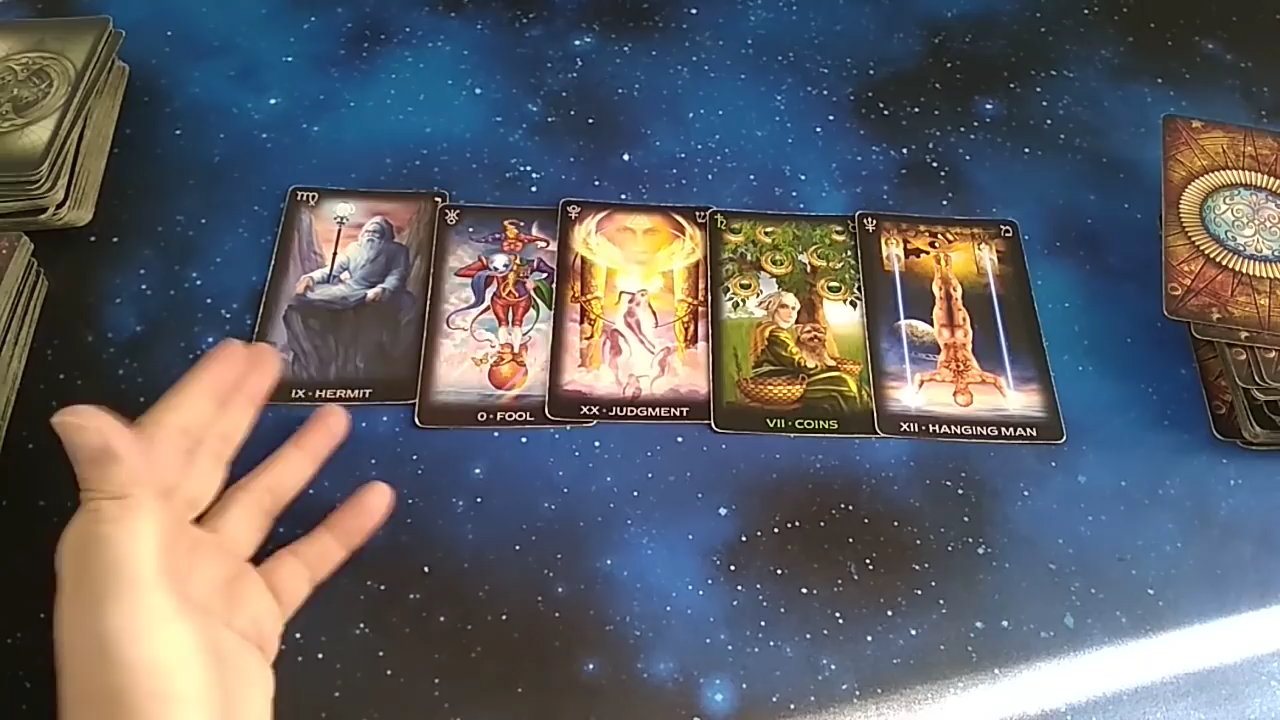 IX • HERMIT
0 • FOOL
XX • JUDGMENT
VII • COINS
XII • HANGING MAN